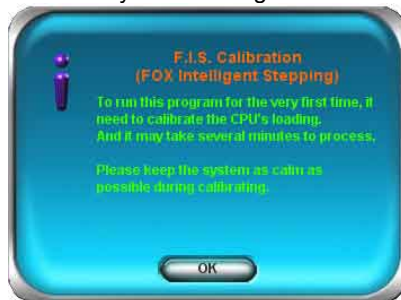 F.I.S. Calibration
(FOX Intelligent Stepping)
To run this program for the very first time, it
need to calibrate the CPU's loading.
And it may take several minutes to process.
Please keep the system as calm as
possible during calibrating.
OK